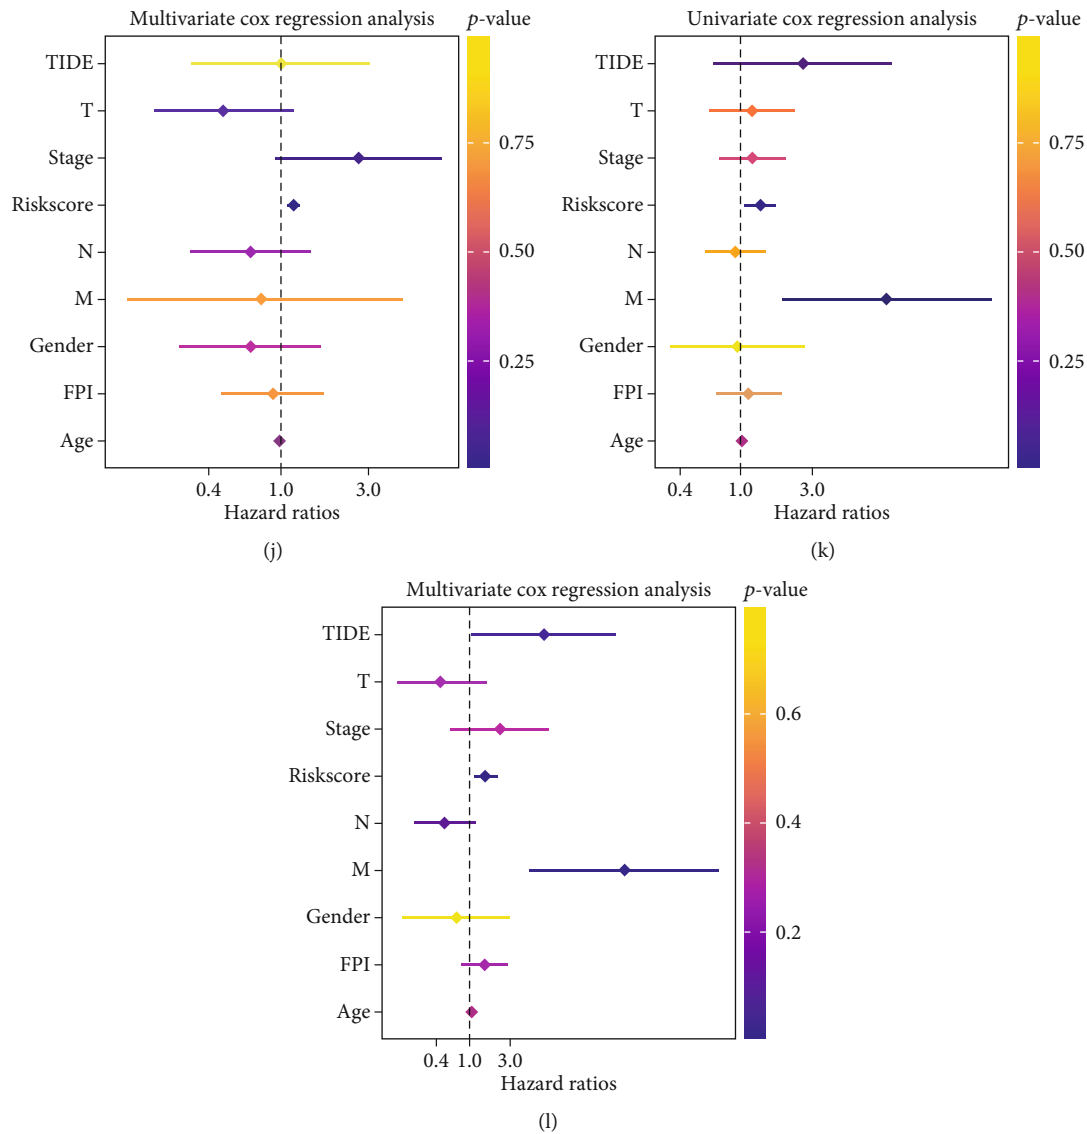 Multivariate cox regression analysis
p-value
TIDE
T
Stage
Riskscore
N
M
Gender
FPI
Age
0.75
0.50
0.25
0.4 1.0 3.0
Hazard ratios
(j)
Univariate cox regression analysis
p-value
TIDE
T
Stage
Riskscore
N
M
Gender
FPI
Age
0.75
0.50
0.25
0.4 1.0 3.0
Hazard ratios
(k)
Multivariate cox regression analysis
p-value
TIDE
T
Stage
Riskscore
N
M
Gender
FPI
Age
0.6
0.4
0.2
0.4 1.0 3.0
Hazard ratios
(l)